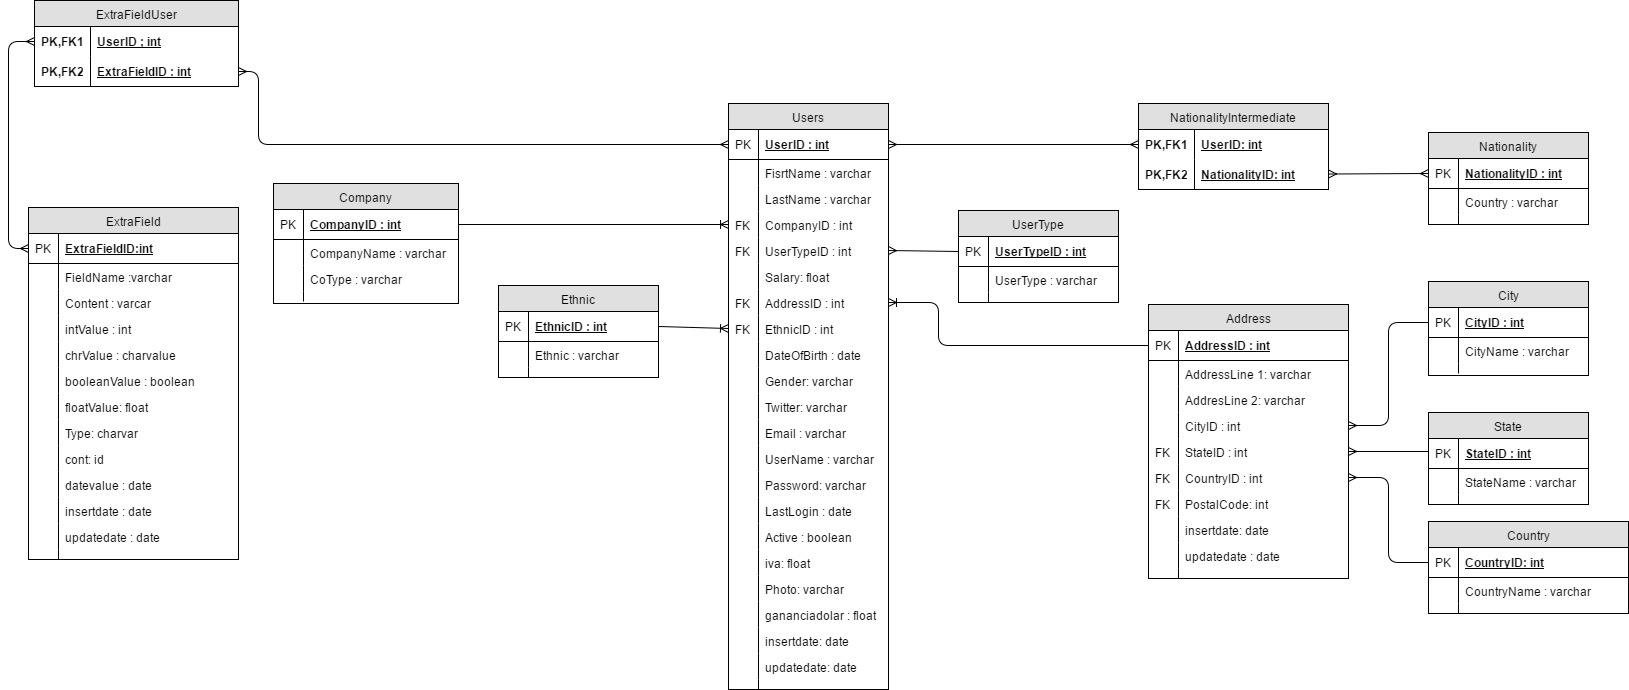 ExtraFieldUser
PK,FK1 UserID : int
PK,FK2 ExtraFieldID : int
Users
PK UserID : int
FisrtName : varchar
LastName : varchar
FK CompanyID : int
FK UserTypeID : int
Salary: float
FK AddressID : int
FK EthnicID : int
DateOfBirth : date
Gender: varchar
Twitter: varchar
Email : varchar
UserName : varchar
Password: varchar
LastLogin : date
Active : boolean
iva: float
Photo: varchar
gananciadolar : float
insertdate: date
updatedate: date
NationalityIntermediate
PK,FK1 UserID: int
PK,FK2 NationalityID: int
Nationality
PK NationalityID : int
Country : varchar
Company
PK CompanyID : int
CompanyName : varchar
CoType : varchar
ExtraField
PK ExtraFieldID:int
FieldName :varchar
Content : varcar
intValue : int
chrValue : charvalue
booleanValue : boolean
floatValue: float
Type: charvar
cont: id
datevalue : date
insertdate : date
updatedate : date
UserType
PK UserTypeID : int
UserType : varchar
Ethnic
PK EthnicID : int
Ethnic : varchar
Address
PK AddressID : int
AddressLine 1: varchar
AddresLine 2: varchar
CityID : int
FK StateID : int
FK CountryID : int
FK PostalCode: int
insertdate: date
updatedate : date
City
PK CityID : int
CityName : varchar
State
PK StateID : int
StateName : varchar
Country
PK CountryID: int
CountryName : varchar